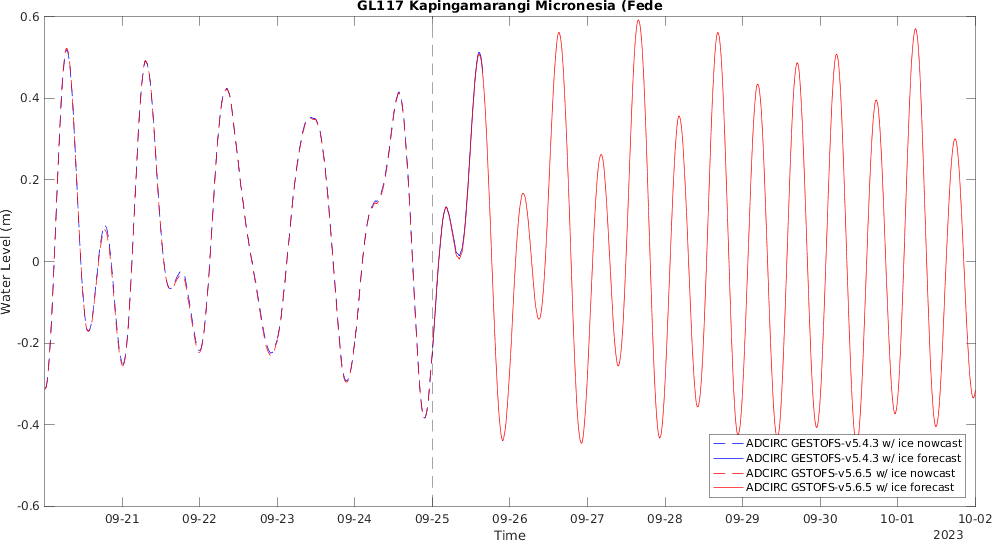 GL117 Kapingamarangi Micronesia (Fede
0.6
0.4
0.2
0
-0.2
-0.4
-0.6
Water Level (m)
ADCIRC GESTOFS-v5.4.3 w/ ice nowcast
ADCIRC GESTOFS-v5.4.3 w/ ice forecast
ADCIRC GSTOFS-v5.6.5 w/ ice nowcast
ADCIRC GSTOFS-v5.6.5 w/ ice forecast
09-21 09-22 09-23 09-24 09-25 09-26 09-27 09-28 09-29 09-30 10-01 10-02
Time
2023